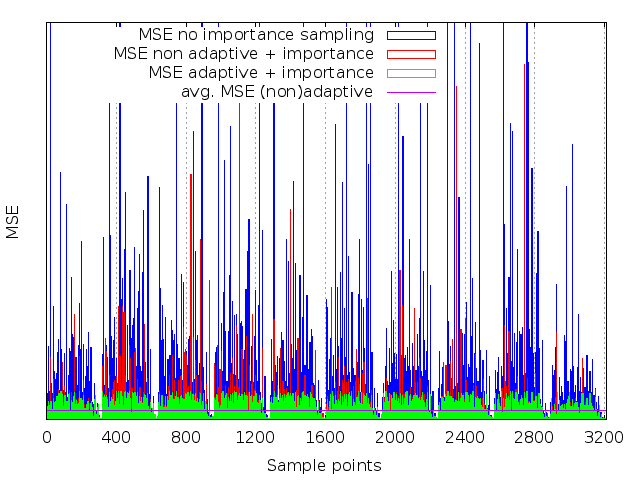 MSE no importance sampling
MSE non adaptive + importance
MSE adaptive + importance
avg. MSE (non)adaptive
MSE
0 400 800 1200 1600 2000 2400 2800 3200
Sample points